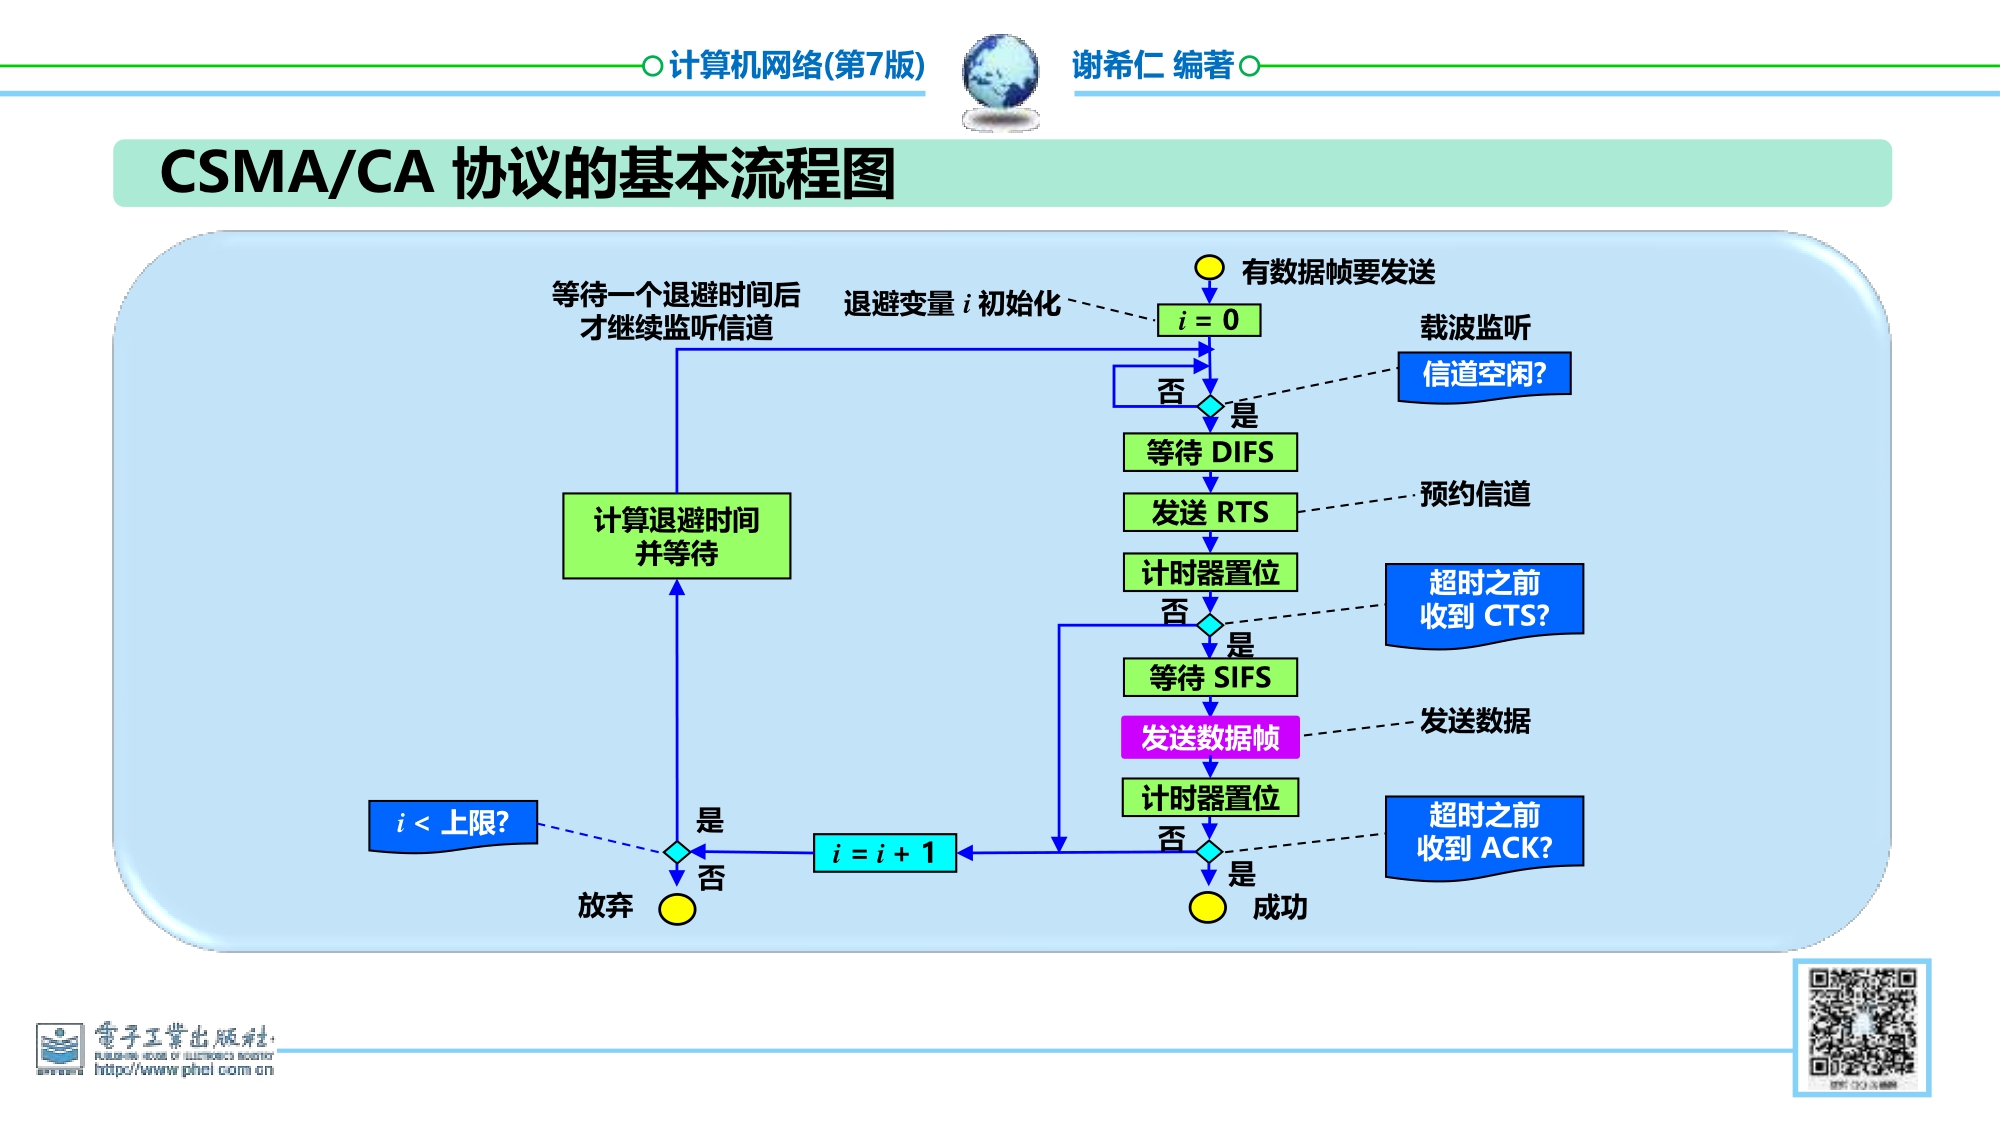 计算机网络(第7版)
谢希仁 编著
CSMA/CA 协议的基本流程图
有数据帧要发送
等待一个退避时间后
才继续监听信道
退避变量 i 初始化
i = 0
载波监听
信道空闲?
否
是
等待 DIFS
发送 RTS
预约信道
计算退避时间
并等待
计时器置位
超时之前
收到 CTS?
否
是
等待 SIFS
发送数据帧
发送数据
计时器置位
i < 上限?
是
否
i = i + 1
否
是
超时之前
收到 ACK?
放弃
成功
電子工業出版社
PUBLISHING HOUSE OF ELECTRONICS INDUSTRY
http://www.phei.com.cn